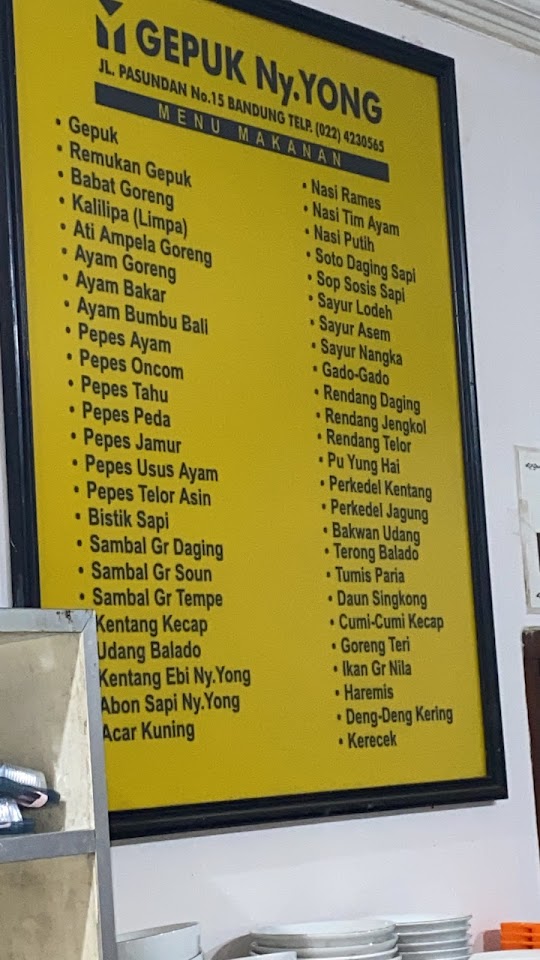 GEPUK Ny.YONG
JL. PASUNDAN No.15 BANDUNG TELP. (022) 4230565
MENU MAKANAN
• Gepuk
• Remukan Gepuk
• Babat Goreng
• Kalilipa (Limpa)
• Ati Ampela Goreng
• Ayam Goreng
• Ayam Bakar
• Ayam Bumbu Bali
• Pepes Ayam
• Pepes Oncom
• Pepes Tahu
• Pepes Peda
• Pepes Jamur
• Pepes Usus Ayam
• Pepes Telor Asin
• Bistik Sapi
• Sambal Gr Daging
• Sambal Gr Soun
• Sambal Gr Tempe
Kentang Kecap
Udang Balado
Kentang Ebi Ny.Yong
Abon Sapi Ny.Yong
Acar Kuning
• Nasi Rames
• Nasi Tim Ayam
• Nasi Putih
• Soto Daging Sapi
• Sop Sosis Sapi
• Sayur Lodeh
• Sayur Asem
• Sayur Nangka
• Gado-Gado
• Rendang Daging
• Rendang Jengkol
• Rendang Telor
• Pu Yung Hai
• Perkedel Kentang
• Perkedel Jagung
• Bakwan Udang
• Terong Balado
• Tumis Paria
• Daun Singkong
• Cumi-Cumi Kecap
• Goreng Teri
• Ikan Gr Nila
• Haremis
• Deng-Deng Kering
• Kerecek